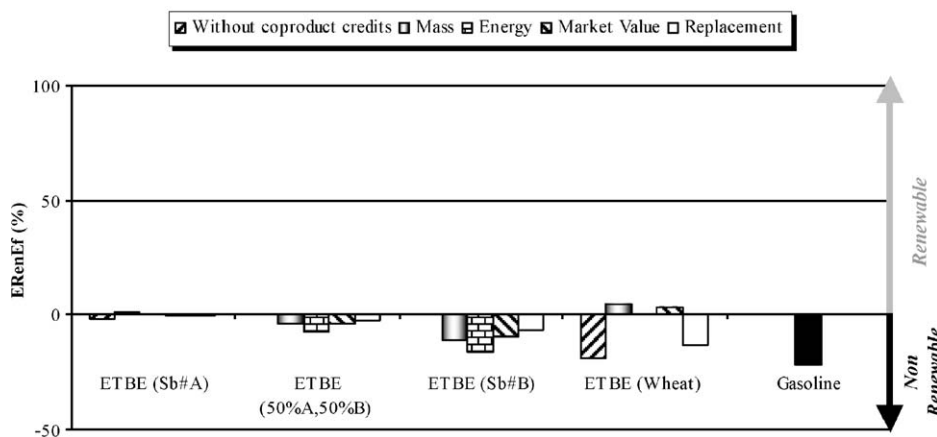 Without coproduct credits Mass Energy Market Value Replacement
100
50
0
-50
ERenEf (%)
ETBE (Sb#A)
ETBE
(50%A,50%B)
ETBE (Sb#B)
ETBE (Wheat)
Gasoline
Renewable
Non
Renewable